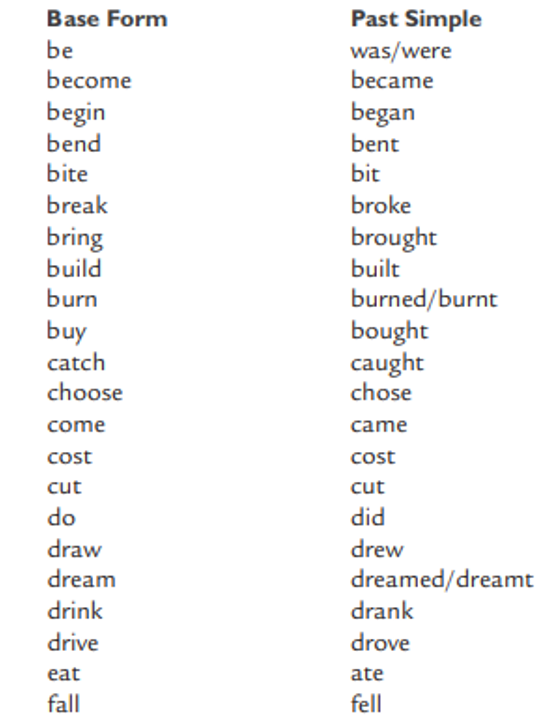 Base Form Past Simple
be was/were
become became
begin began
bend bent
bite bit
break broke
bring brought
build built
burn burned/burnt
buy bought
catch caught
choose chose
come came
cost cost
cut cut
do did
draw drew
dream dreamed/dreamt
drink drank
drive drove
eat ate
fall fell